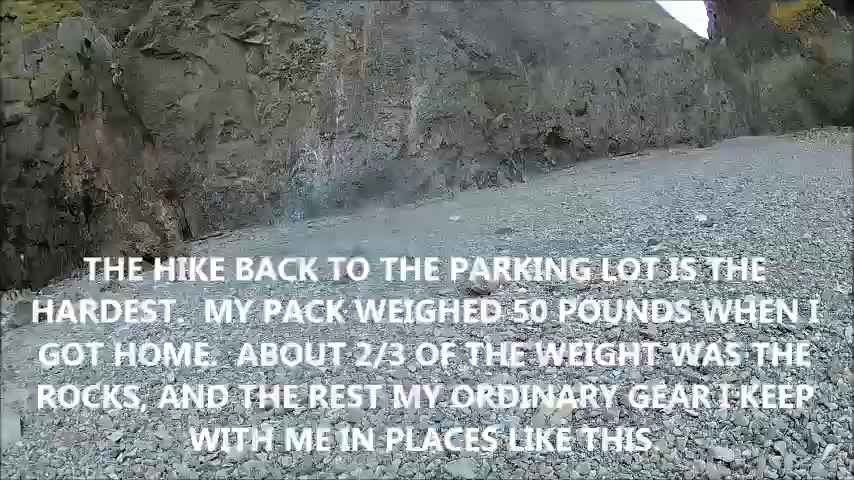 THE HIKE BACK TO THE PARKING LOT IS THE
HARDEST.  MY PACK WEIGHED 50 POUNDS WHEN I
GOT HOME.  ABOUT 2/3 OF THE WEIGHT WAS THE
ROCKS, AND THE REST MY ORDINARY GEAR I KEEP
WITH ME IN PLACES LIKE THIS.